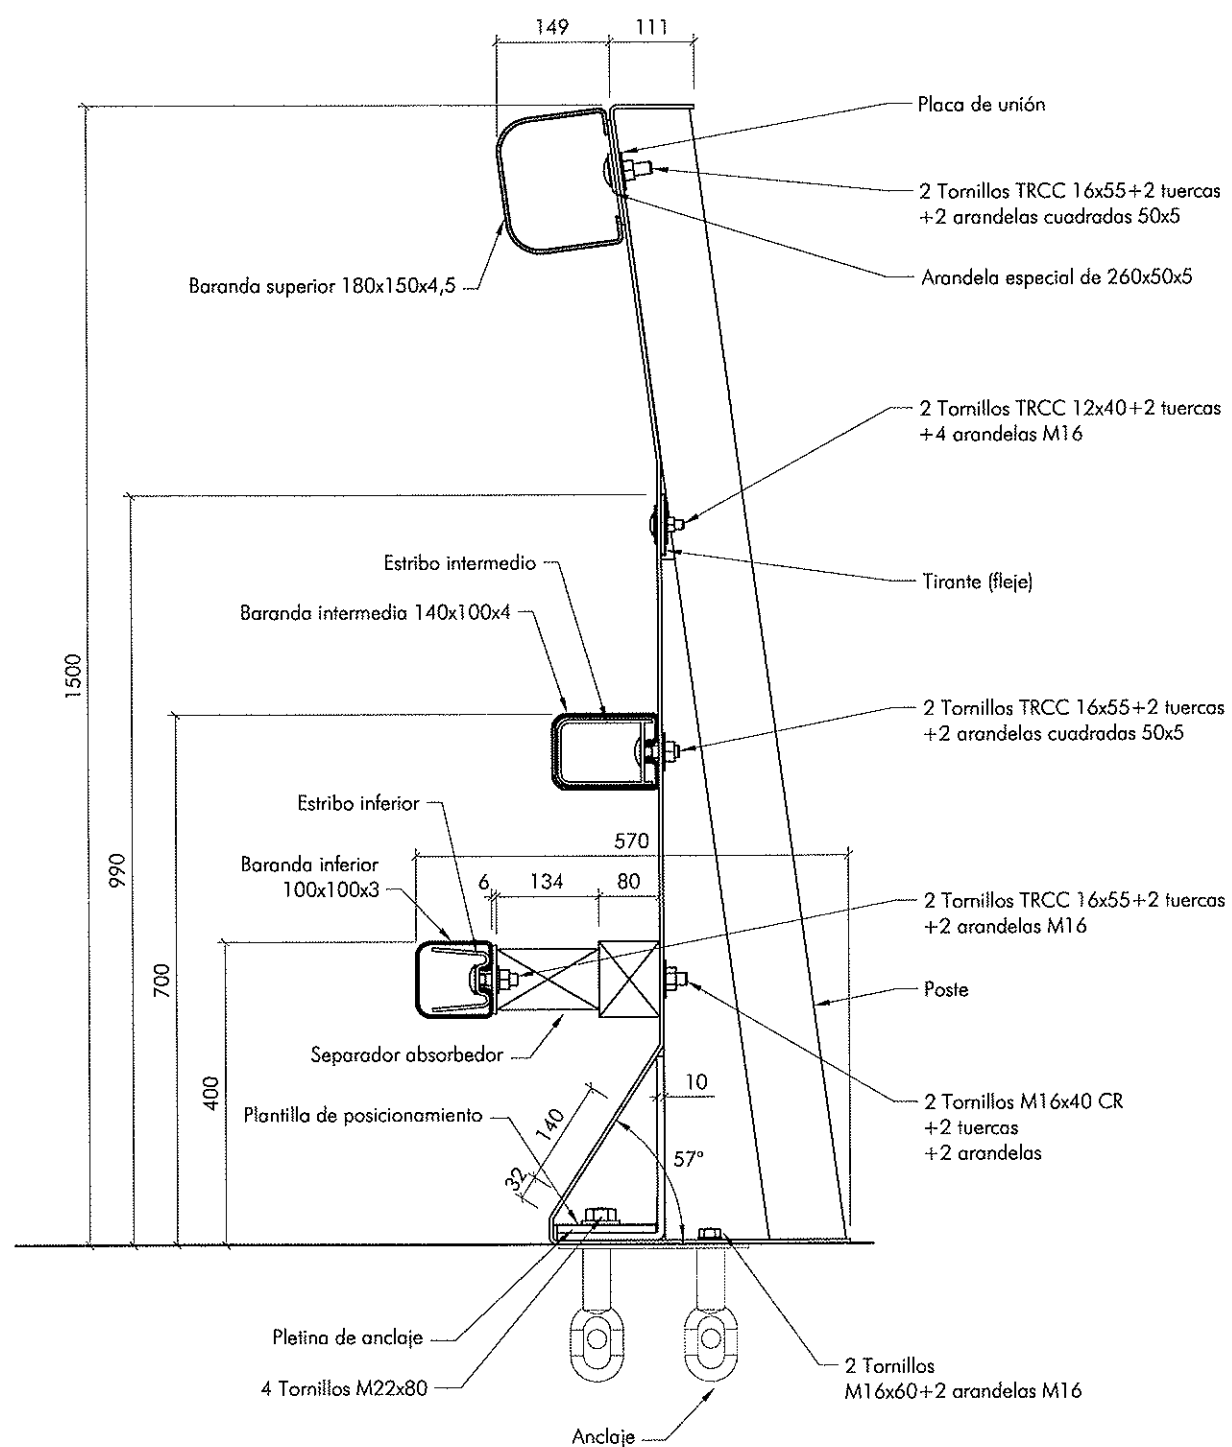 149
111
Placa de unión
2 Tornillos TRCC 16x55+2 tuercas
+2 arandelas cuadradas 50x5
Baranda superior 180x150x4,5
Arandela especial de 260x50x5
2 Tornillos TRCC 12x40+2 tuercas
+4 arandelas M16
Estribo intermedio
Tirante (fleje)
Baranda intermedia 140x100x4
1500
2 Tornillos TRCC 16x55+2 tuercas
+2 arandelas cuadradas 50x5
Estribo inferior
570
990
Baranda inferior
100x100x3
6
134
80
2 Tornillos TRCC 16x55+2 tuercas
+2 arandelas M16
700
Poste
Separador absorbedor
400
10
Plantilla de posicionamiento
140
32
57°
2 Tornillos M16x40 CR
+2 tuercas
+2 arandelas
Pletina de anclaje
4 Tornillos M22x80
2 Tornillos
M16x60+2 arandelas M16
Anclaje